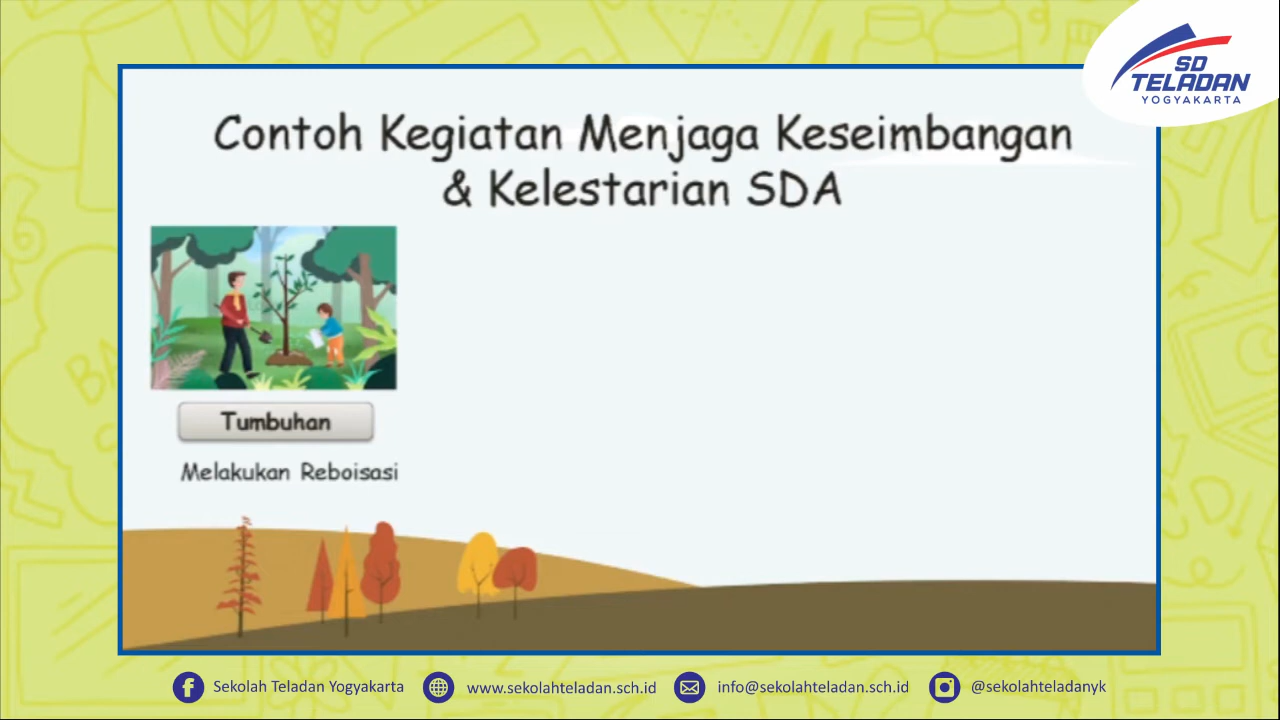 SD
TELADAN
YOGYAKARTA
Contoh Kegiatan Menjaga Keseimbangan
& Kelestarian SDA
Tumbuhan
Melakukan Reboisasi
Sekolah Teladan Yogyakarta
www.sekolahteladan.sch.id
info@sekolahteladan.sch.id
@sekolahteladanyk